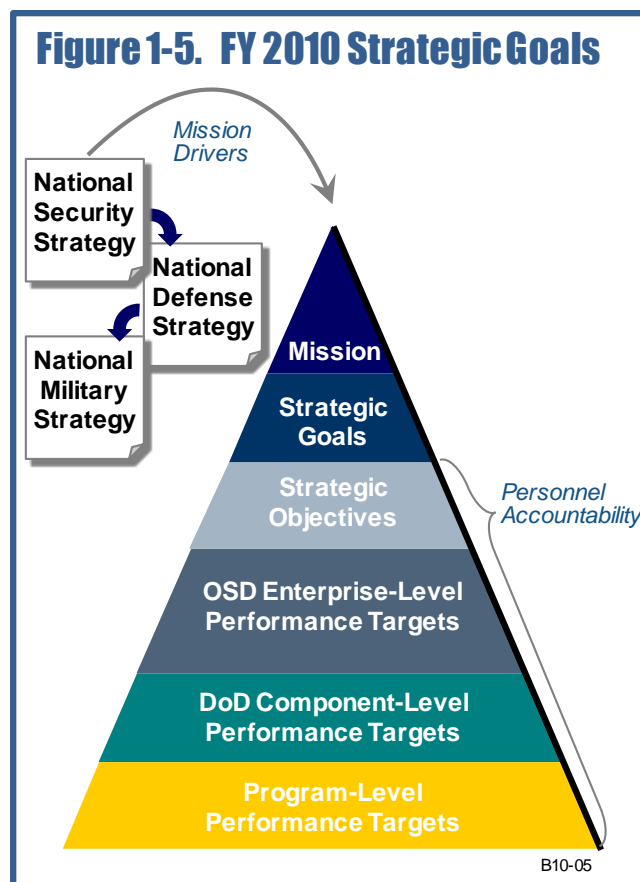 Figure 1-5. FY 2010 Strategic Goals
Mission
Drivers
National
Security
Strategy
National
Defense
Strategy
National
Military
Strategy
Mission
Strategic
Goals
Strategic
Objectives
Personnel
Accountability
OSD Enterprise-Level
Performance Targets
DoD Component-Level
Performance Targets
Program-Level
Performance Targets
B10-05